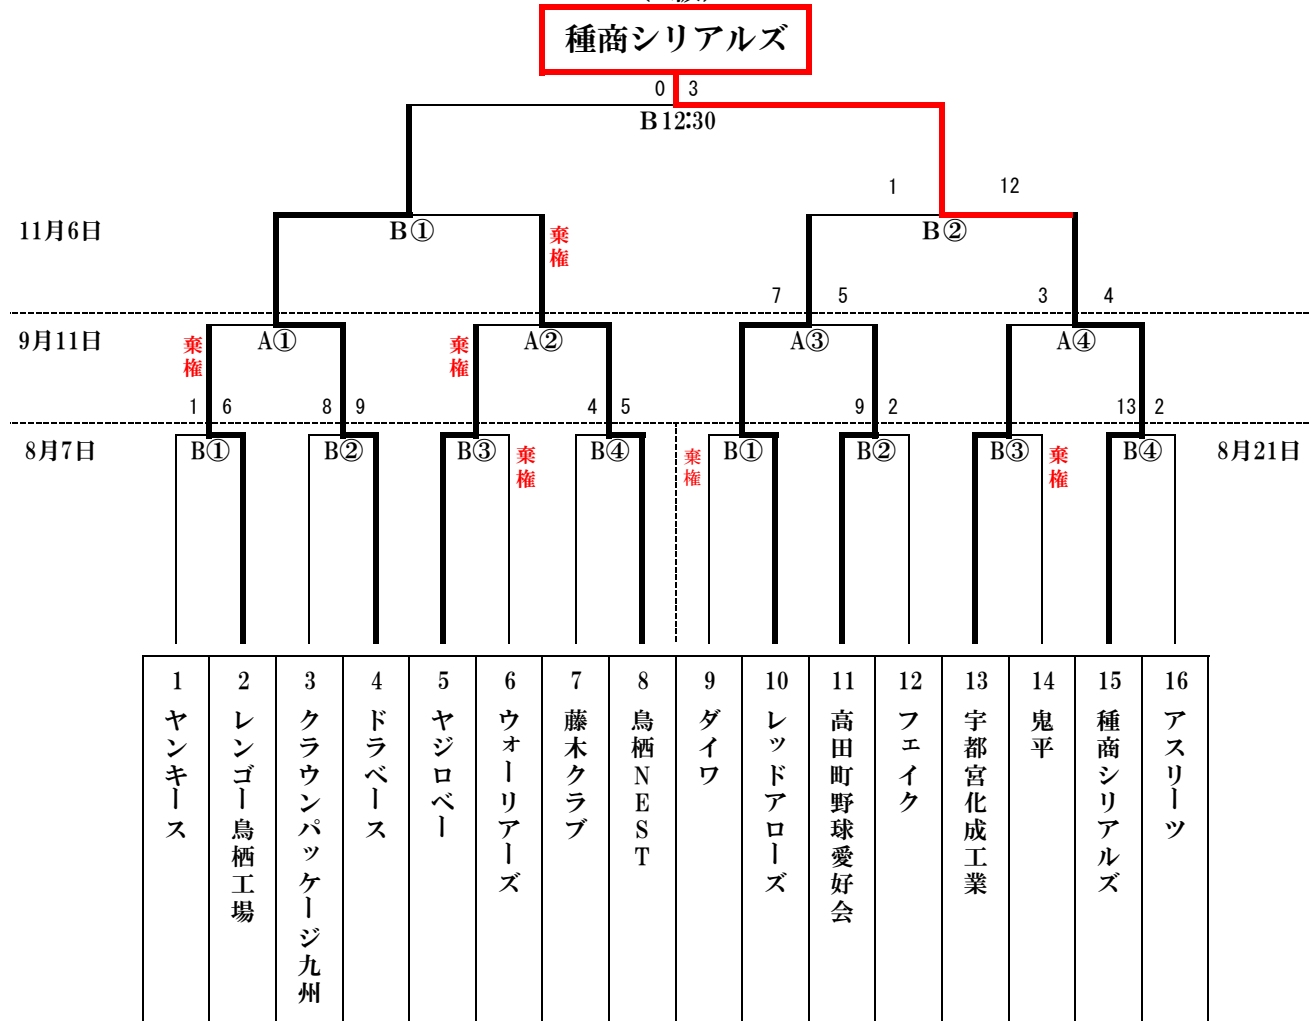 種商シリアルズ
0 3
B 12:30
1 12
11月6日
B① 棄権 B②
7 5 3 4
9月11日
棄権 A① 棄権 A② A③ A④
1 6 8 9 4 5 9 2 13 2
8月7日 B① B② B③ 棄権 B④ 棄権 B① B② B③ 棄権 B④ 8月21日
1 ヤンキース
2 レンゴー鳥栖工場
3 クラウンパッケージ九州
4 ドラベース
5 ヤジロベー
6 ウォーリアーズ
7 藤木クラブ
8 鳥栖NEST
9 ダイワ
10 レッドアローズ
11 高田町野球愛好会
12 フェイク
13 宇都宮化成工業
14 鬼平
15 種商シリアルズ
16 アスリーツ